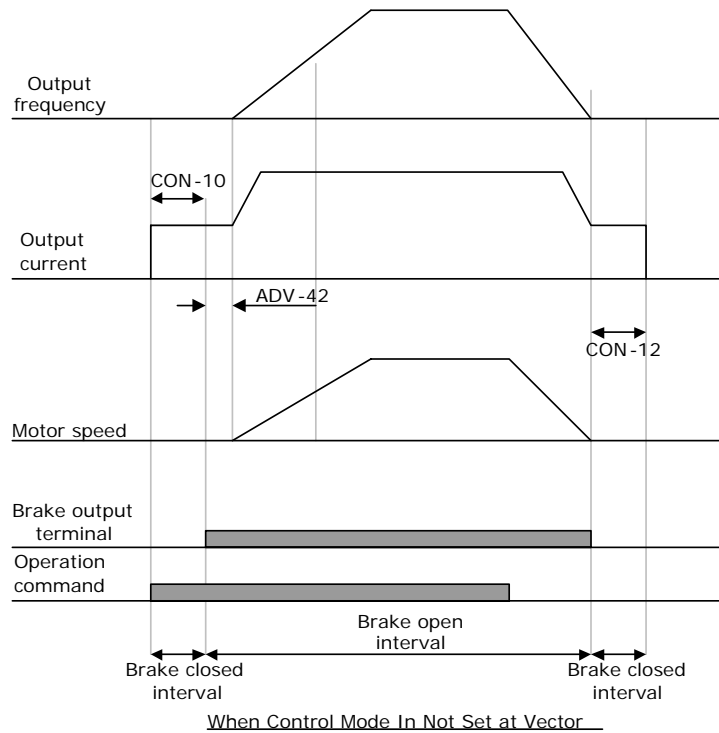 Output
frequency
CON-10
Output
current
ADV-42
CON-12
Motor speed
Brake output
terminal
Operation
command
Brake open
interval
Brake closed
interval
Brake closed
interval
When Control Mode In Not Set at Vector